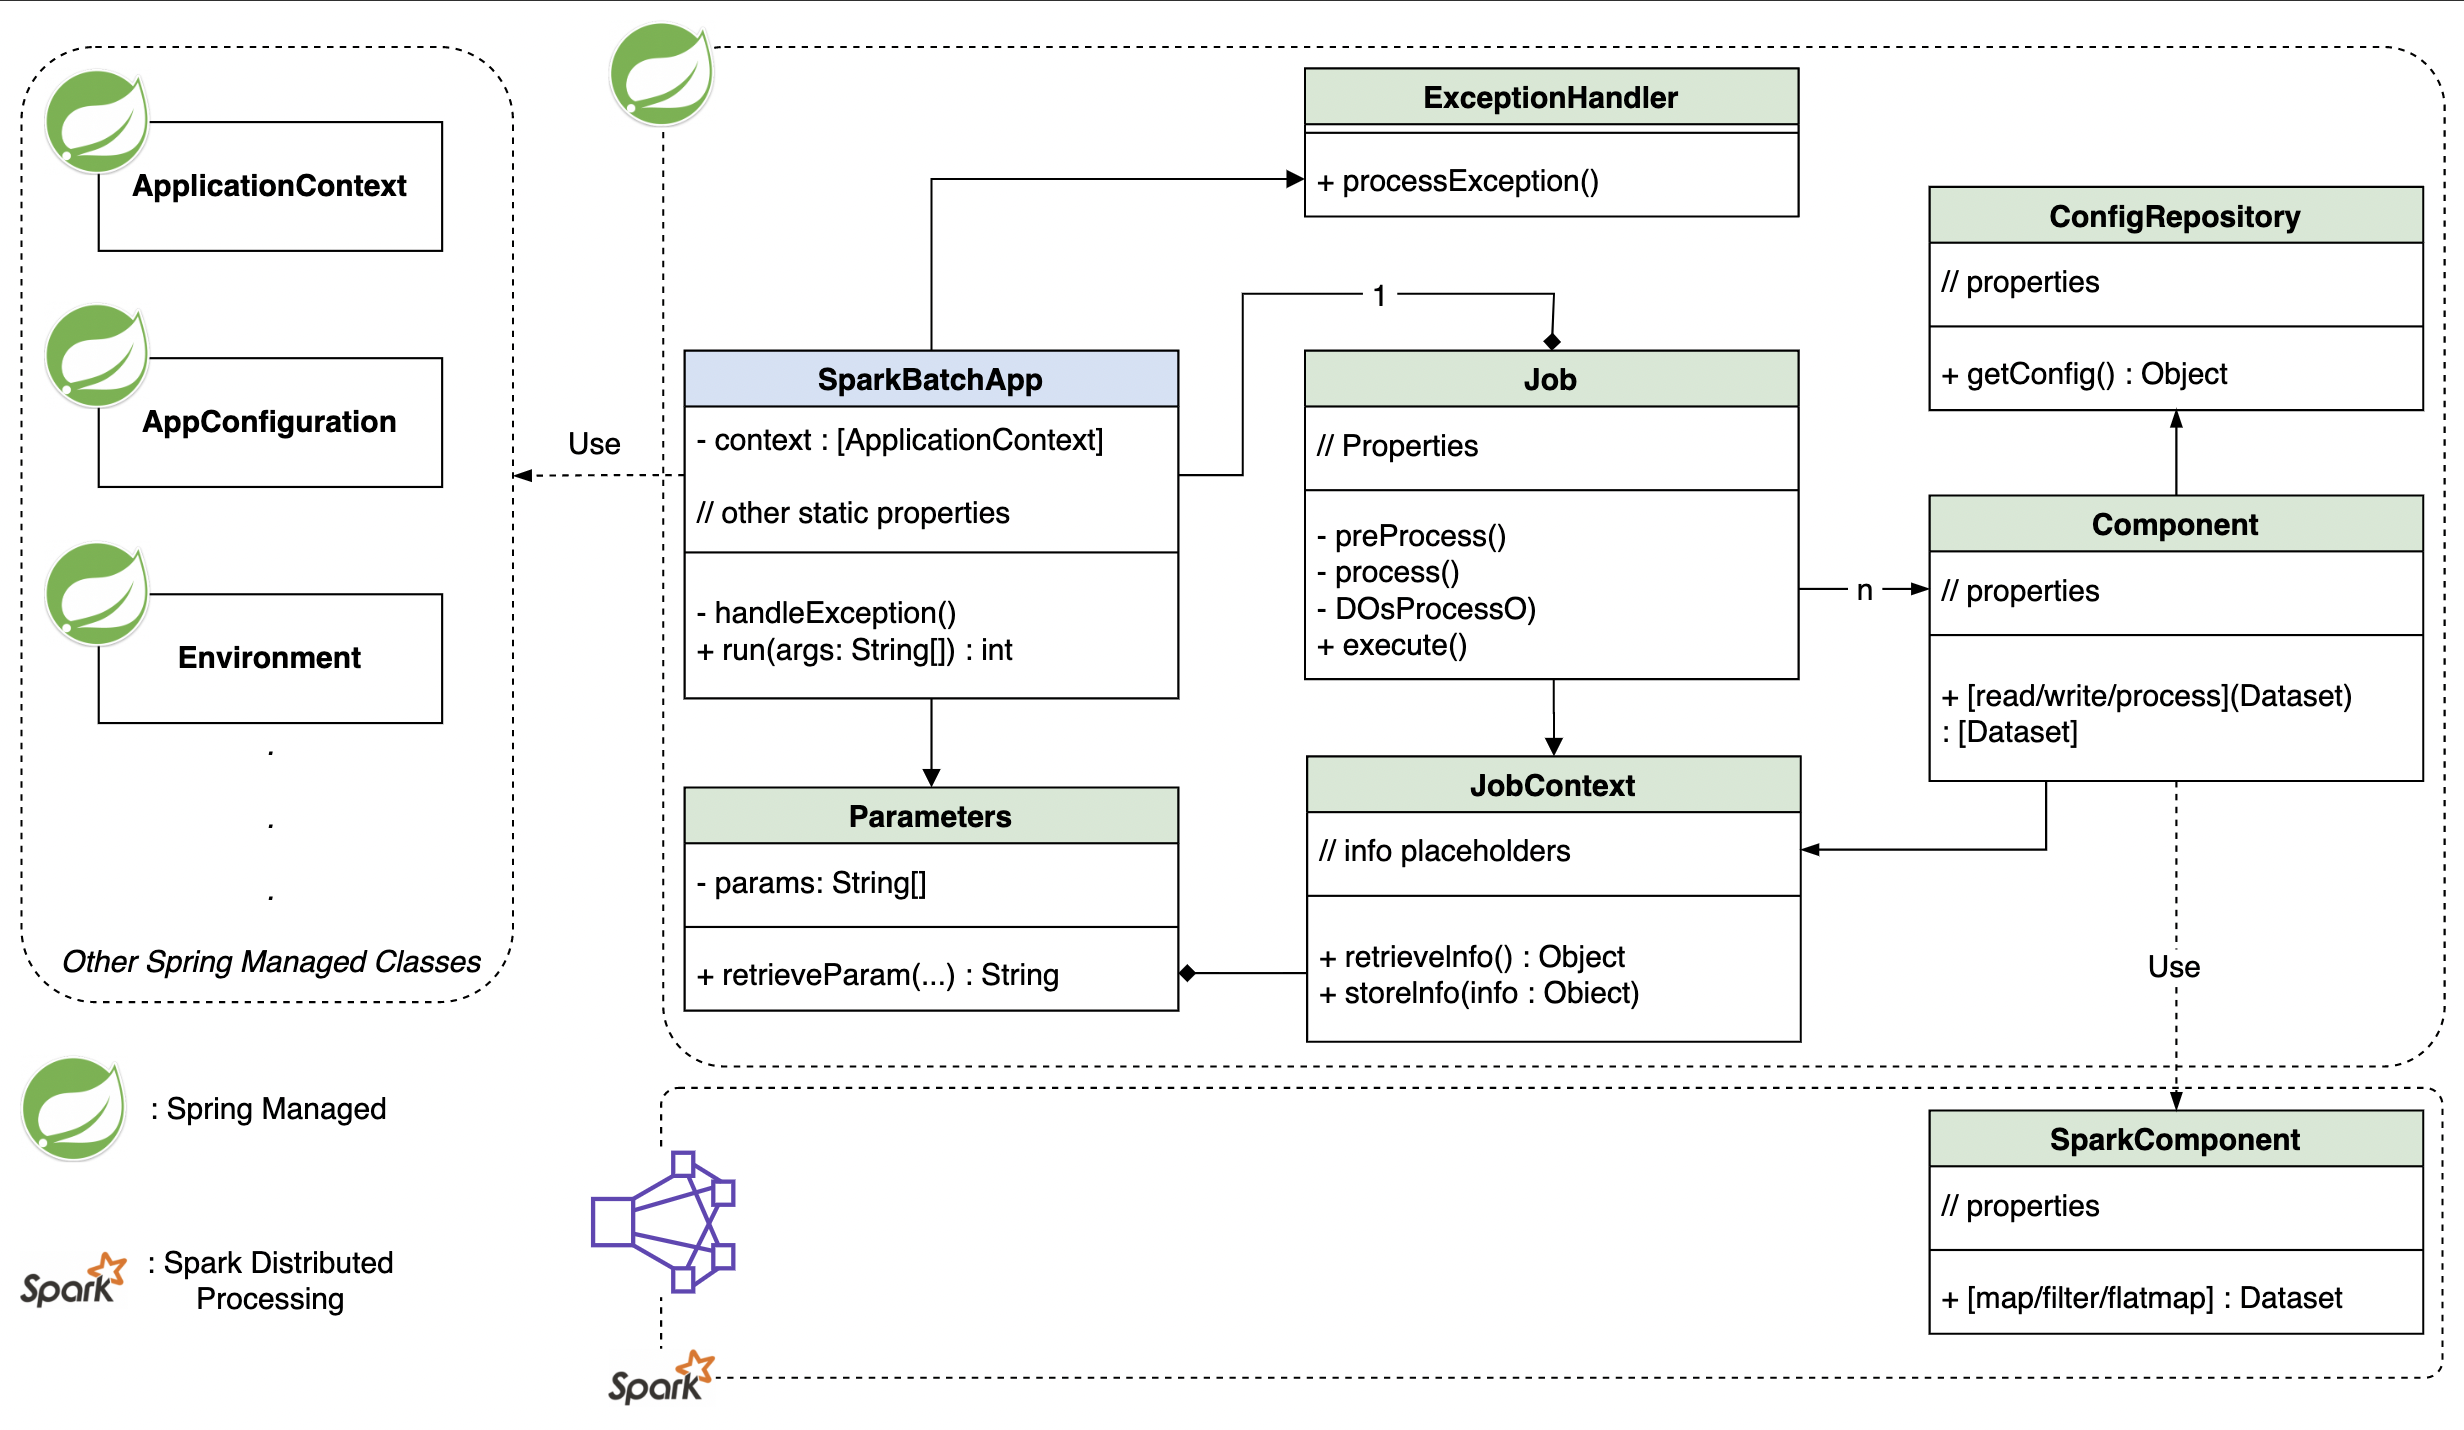 ApplicationContext
AppConfiguration
Environment
.
.
.
Other Spring Managed Classes
: Spring Managed
Spark
: Spark Distributed
Processing
Use
ExceptionHandler
+ processException()
1
SparkBatchApp
- context : [ApplicationContext]
// other static properties
- handleException()
+ run(args: String[]) : int
Job
// Properties
- preProcess()
- process()
- DOsProcessO)
+ execute()
n
ConfigRepository
// properties
+ getConfig() : Object
Component
// properties
+ [read/write/process](Dataset)
: [Dataset]
Parameters
- params: String[]
+ retrieveParam(...) : String
JobContext
// info placeholders
+ retrieveInfo() : Object
+ storeInfo(info : Obiect)
Use
SparkComponent
// properties
+ [map/filter/flatmap] : Dataset
Spark